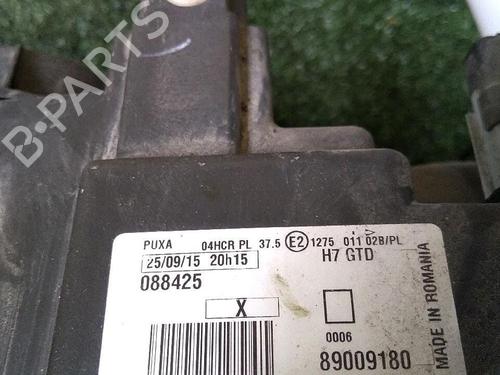 B-PARTS
PUXA 04HCR PL 37.5 E2 1275 011 02B/PL
25/09/15 20h15 H7 GTD
088425
X
0006
89009180
MADE IN ROMANIA